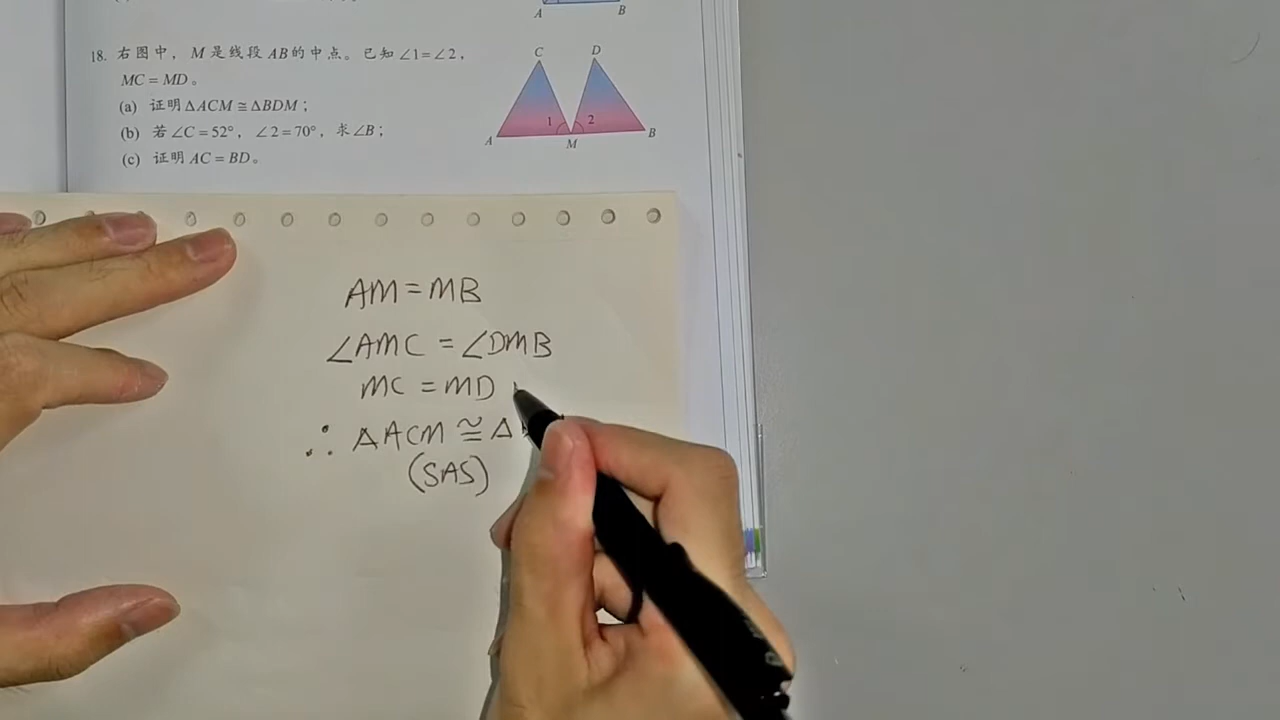 A B
18. 右图中，M 是线段 AB 的中点。已知 ∠1=∠2，
MC = MD。
(a) 证明 ΔACM ≅ ΔBDM；
(b) 若 ∠C = 52°，∠2 = 70°，求 ∠B；
(c) 证明 AC = BD。
C D
1 2
A M B
AM = MB
∠AMC = ∠DMB
MC = MD
∴ ΔACM ≅ Δ
(SAS)